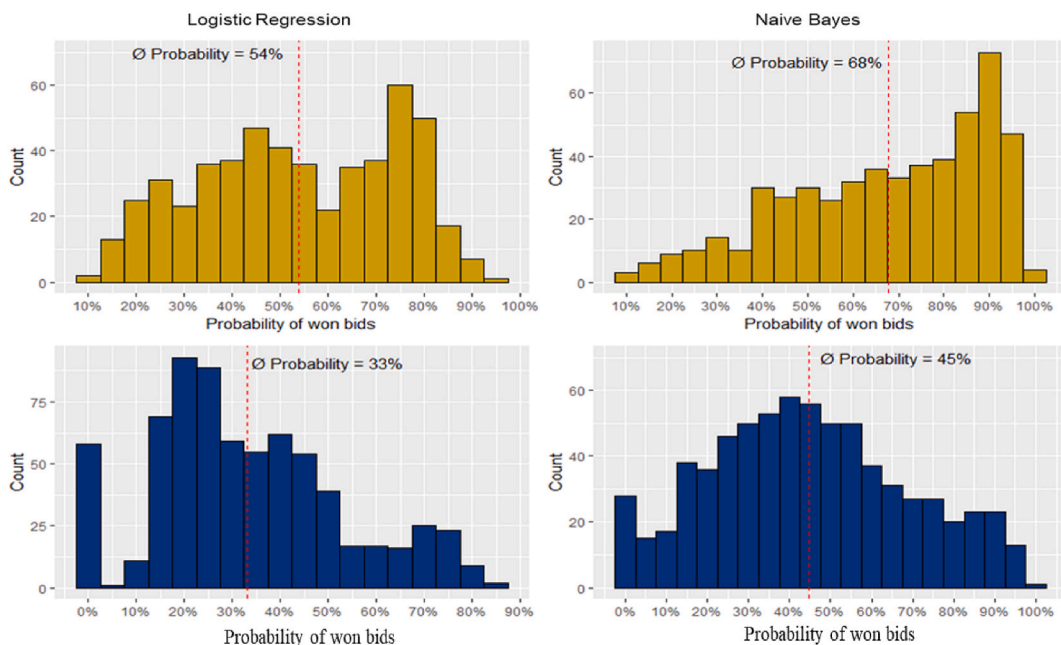 Logistic Regression
Naive Bayes
Ø Probability = 54%
60
40
20
0
Count
10% 20% 30% 40% 50% 60% 70% 80% 90% 100%
Probability of won bids
Ø Probability = 68%
60
40
20
0
Count
10% 20% 30% 40% 50% 60% 70% 80% 90% 100%
Probability of won bids
Ø Probability = 33%
75
50
25
0
Count
0% 10% 20% 30% 40% 50% 60% 70% 80% 90%
Probability of won bids
Ø Probability = 45%
60
40
20
0
Count
0% 10% 20% 30% 40% 50% 60% 70% 80% 90% 100%
Probability of won bids